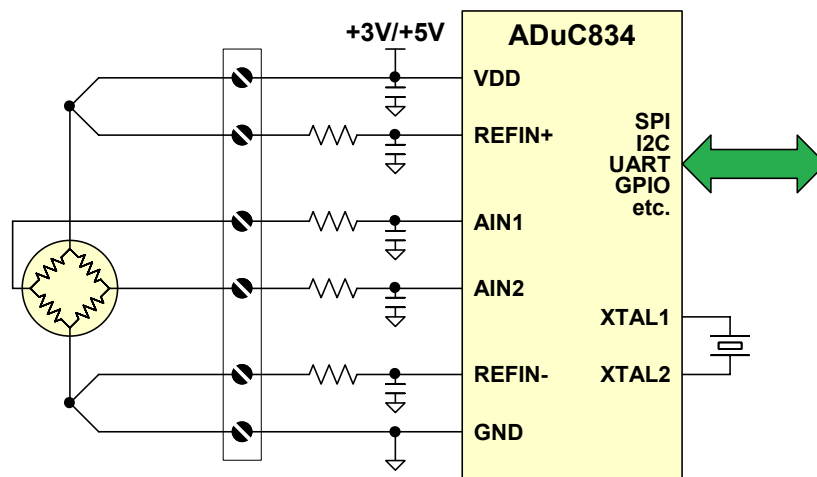 +3V/+5V
ADuC834
VDD
REFIN+
SPI
I2C
UART
GPIO
etc.
AIN1
AIN2
XTAL1
REFIN-
XTAL2
GND